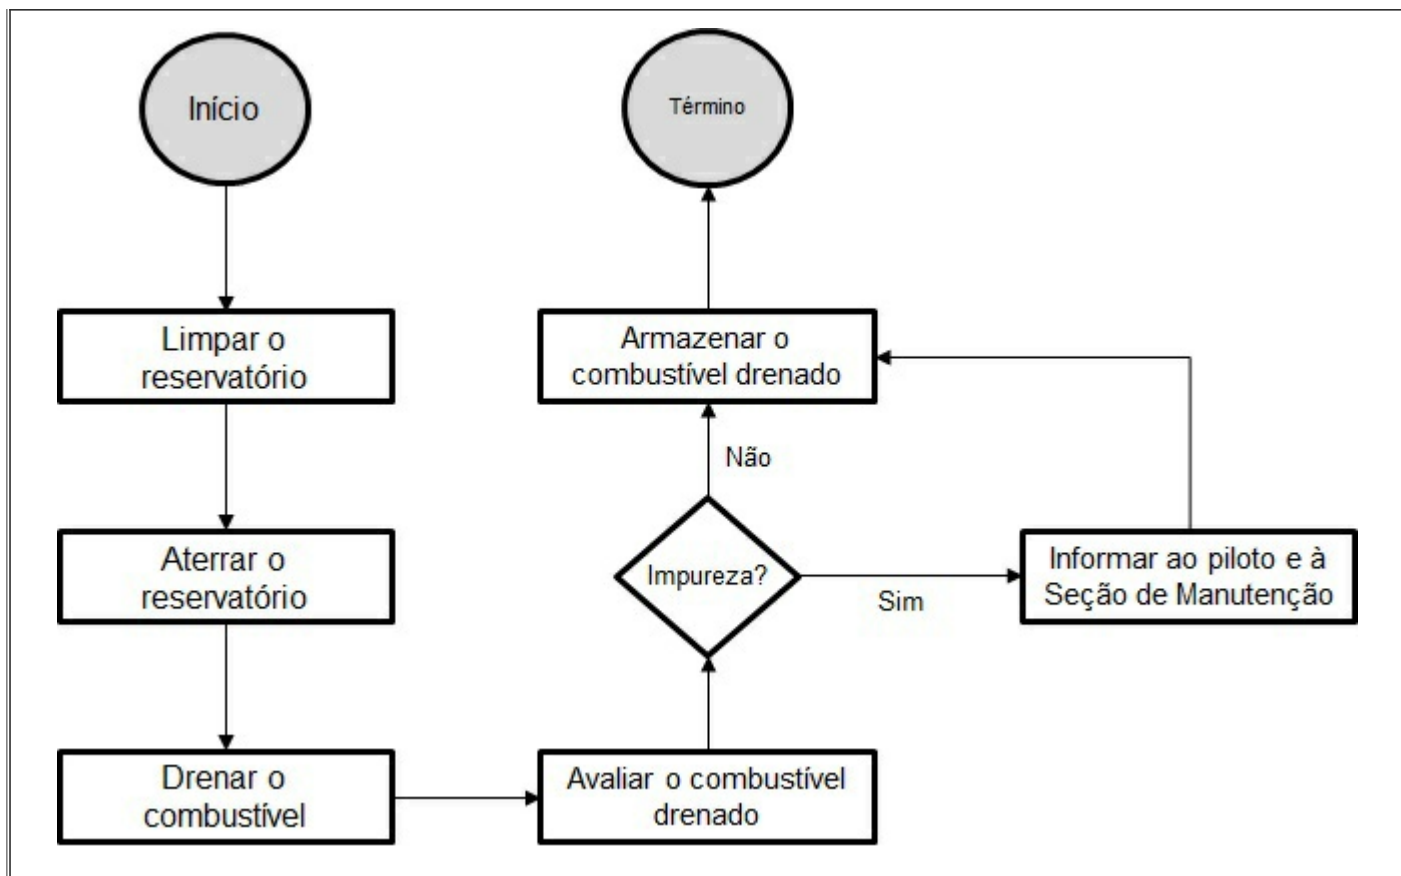 Início
Limpar o
reservatório
Aterrar o
reservatório
Drenar o
combustível
Avaliar o combustível
drenado
Impureza?
Sim
Informar ao piloto e à
Seção de Manutenção
Não
Armazenar o
combustível drenado
Término